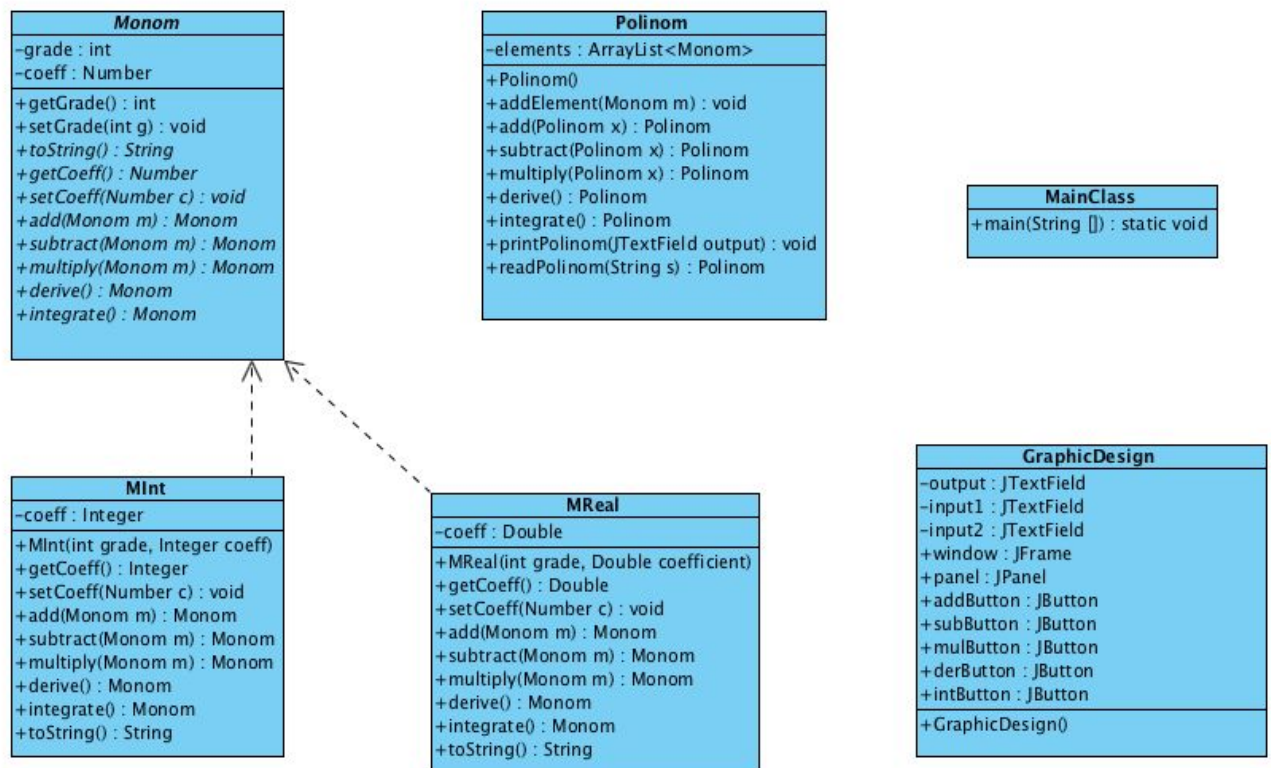 Monom
-grade : int
-coeff : Number
+getGrade() : int
+setGrade(int g) : void
+toString() : String
+getCoeff() : Number
+setCoeff(Number c) : void
+add(Monom m) : Monom
+subtract(Monom m) : Monom
+multiply(Monom m) : Monom
+derive() : Monom
+integrate() : Monom
Polinom
-elements : ArrayList<Monom>
+Polinom()
+addElement(Monom m) : void
+add(Polinom x) : Polinom
+subtract(Polinom x) : Polinom
+multiply(Polinom x) : Polinom
+derive() : Polinom
+integrate() : Polinom
+printPolinom(JTextField output) : void
+readPolinom(String s) : Polinom
MainClass
+main(String []) : static void
MInt
-coeff : Integer
+MInt(int grade, Integer coeff)
+getCoeff() : Integer
+setCoeff(Number c) : void
+add(Monom m) : Monom
+subtract(Monom m) : Monom
+multiply(Monom m) : Monom
+derive() : Monom
+integrate() : Monom
+toString() : String
MReal
-coeff : Double
+MReal(int grade, Double coefficient)
+getCoeff() : Double
+setCoeff(Number c) : void
+add(Monom m) : Monom
+subtract(Monom m) : Monom
+multiply(Monom m) : Monom
+derive() : Monom
+integrate() : Monom
+toString() : String
GraphicDesign
-output : JTextField
-input1 : JTextField
-input2 : JTextField
+window : JFrame
+panel : JPanel
+addButton : JButton
+subButton : JButton
+mulButton : JButton
+derButton : JButton
+intButton : JButton
+GraphicDesign()